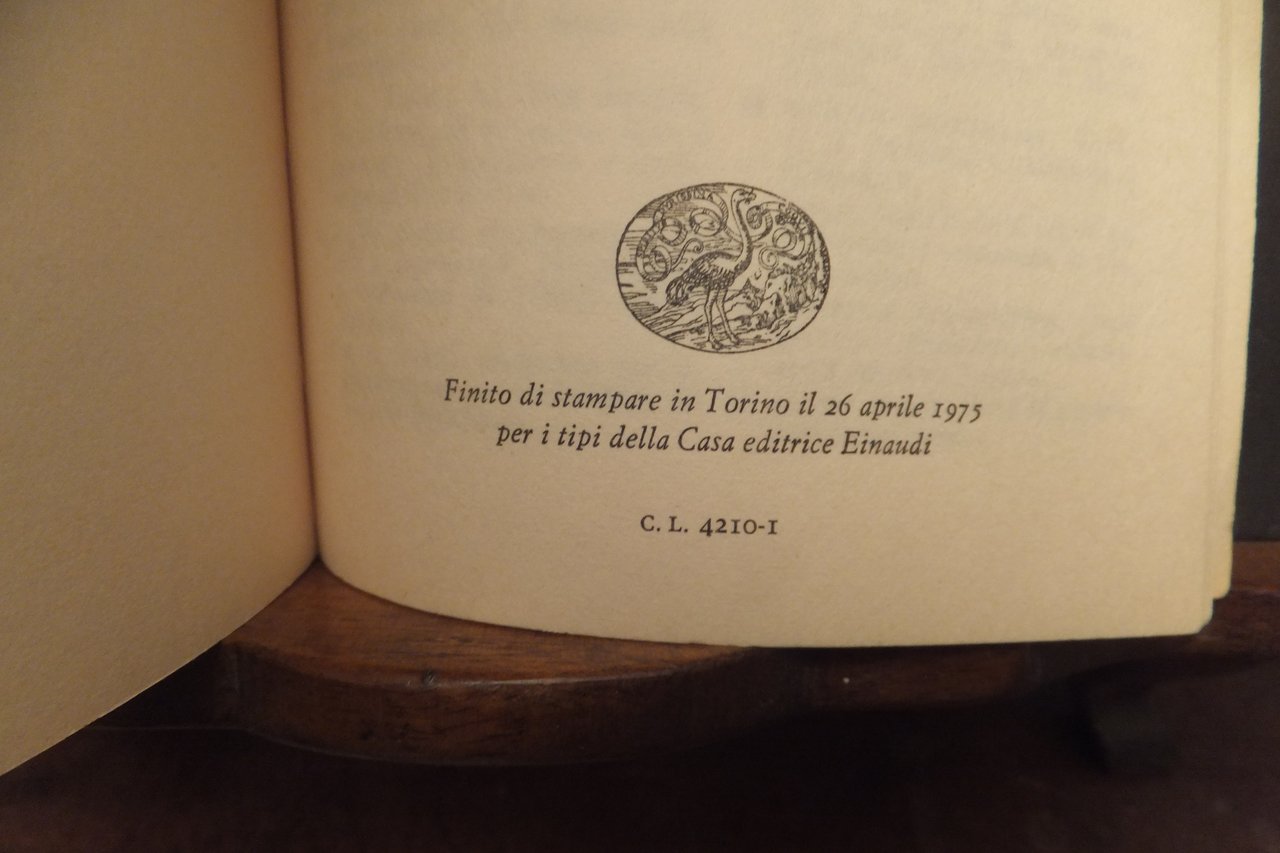 Finito di stampare in Torino il 26 aprile 1975
per i tipi della Casa editrice Einaudi
C. L. 4210-1